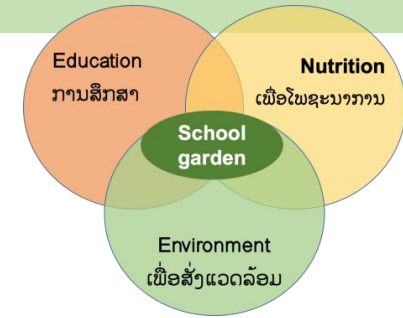 Education
ການສຶກສາ
Nutrition
ເພື່ອໂພຊະນາການ
School
garden
Environment
ເພື່ອສິ່ງແວດລ້ອມ